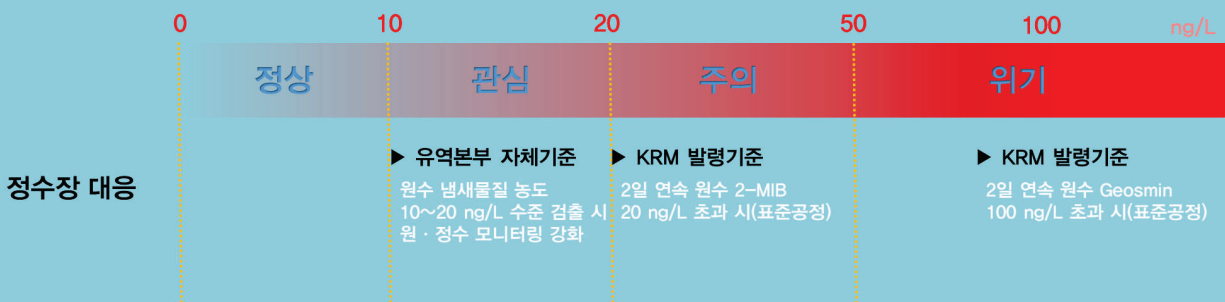 0 10 20 50 100 ng/L
정상 관심 주의 위기
정수장 대응
▶ 유역본부 자체기준
원수 냄새물질 농도
10~20 ng/L 수준 검출 시
원 · 정수 모니터링 강화
▶ KRM 발령기준
2일 연속 원수 2-MIB
20 ng/L 초과 시(표준공정)
▶ KRM 발령기준
2일 연속 원수 Geosmin
100 ng/L 초과 시(표준공정)